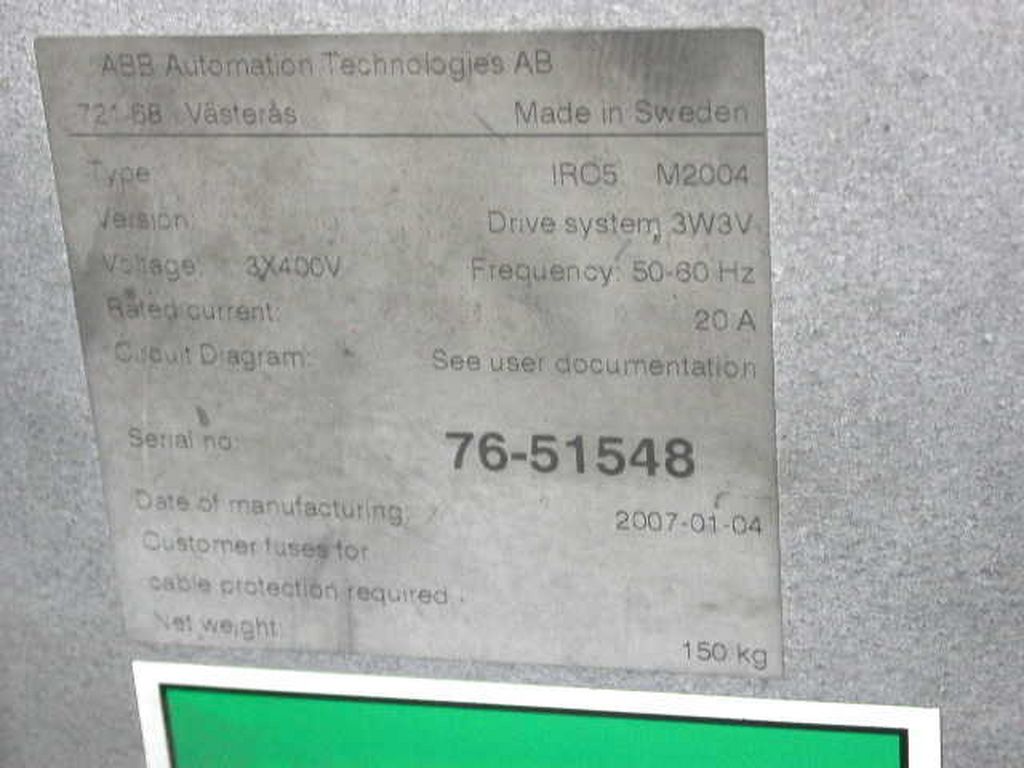 ABB Automation Technologies AB
721 68 Västerås Made in Sweden
Type IRC5 M2004
Version: Drive system, 3W3V
Voltage: 3X400V Frequency: 50-60 Hz
Rated current: 20 A
Circuit Diagram: See user documentation
Serial no: 76-51548
Date of manufacturing: 2007-01-04
Customer fuses for
cable protection required
Net weight: 150 kg